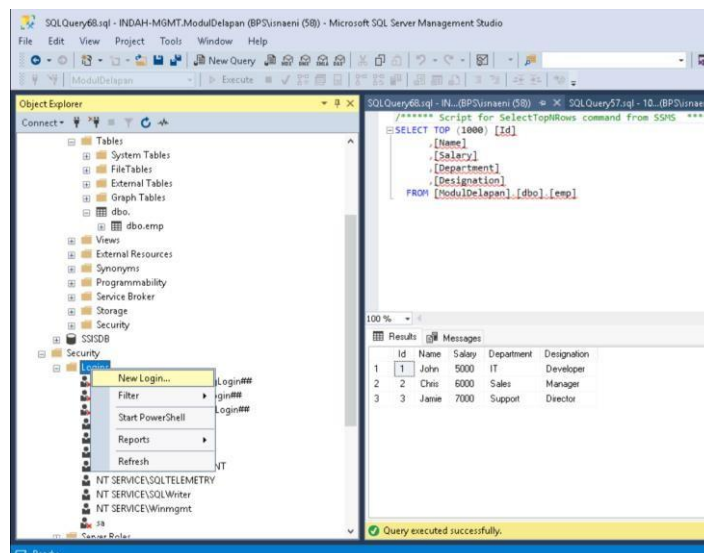 SQLQuery68.sql - INDAH-MGMT.ModulDelapan (BPS\isnaeni (58)) - Microsoft SQL Server Management Studio
File Edit View Project Tools Window Help
New Query
ModulDelapan Execute
Object Explorer
Connect
Tables
System Tables
FileTables
External Tables
Graph Tables
dbo.
dbo.emp
Views
External Resources
Synonyms
Programmability
Service Broker
Storage
Security
SSISDB
Security
Logins
New Login...
Filter
Start PowerShell
Reports
Refresh
gLogin##
gin##
Login##
NT
NT SERVICE\SQLTELEMETRY
NT SERVICE\SQLWriter
NT SERVICE\Winmgmt
sa
Server Roles
SQLQuery68.sql - IN...(BPS\isnaeni (58)) SQLQuery57.sql - 10...(BPS\isnae
/****** Script for SelectTopNRows command from SSMS ***
SELECT TOP (1000) [Id]
,[Name]
,[Salary]
,[Department]
,[Designation]
FROM [ModulDelapan].[dbo].[emp]
100 %
Results Messages
Id Name Salary Department Designation
1 1 John 5000 IT Developer
2 2 Chris 6000 Sales Manager
3 3 Jamie 7000 Support Director
Query executed successfully.
Ready